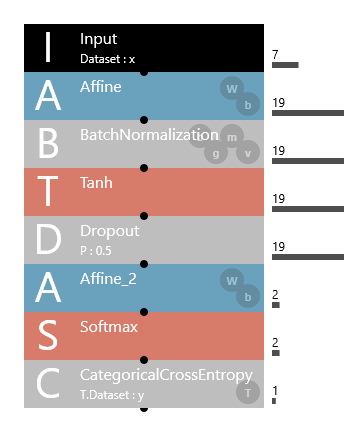 I Input 7
Dataset : x
A Affine W b 19
B BatchNormalization m g v 19
T Tanh 19
D Dropout 19
P : 0.5
A Affine_2 W b 2
S Softmax 2
C CategoricalCrossEntropy T 1
T.Dataset : y